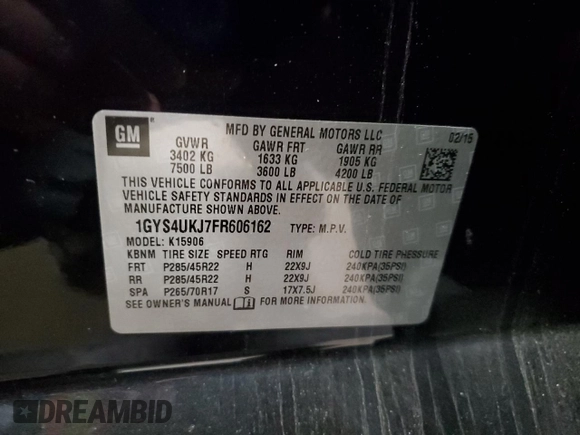 GM
MFD BY GENERAL MOTORS LLC 02/15
GVWR GAWR FRT GAWR RR
3402 KG 1633 KG 1905 KG
7500 LB 3600 LB 4200 LB
THIS VEHICLE CONFORMS TO ALL APPLICABLE U.S. FEDERAL MOTOR
VEHICLE SAFETY STANDARDS IN EFFECT ON THE DATE OF
MANUFACTURE SHOWN ABOVE.
1GYS4UKJ7FR606162 TYPE: M.P.V.
MODEL: K15906
KBNM TIRE SIZE SPEED RTG RIM COLD TIRE PRESSURE
FRT P285/45R22 H 22X9J 240KPA(35PSI)
RR P285/45R22 H 22X9J 240KPA(35PSI)
SPA P265/70R17 S 17X7.5J 240KPA(35PSI)
SEE OWNER'S MANUAL FOR MORE INFORMATION
DREAMBID